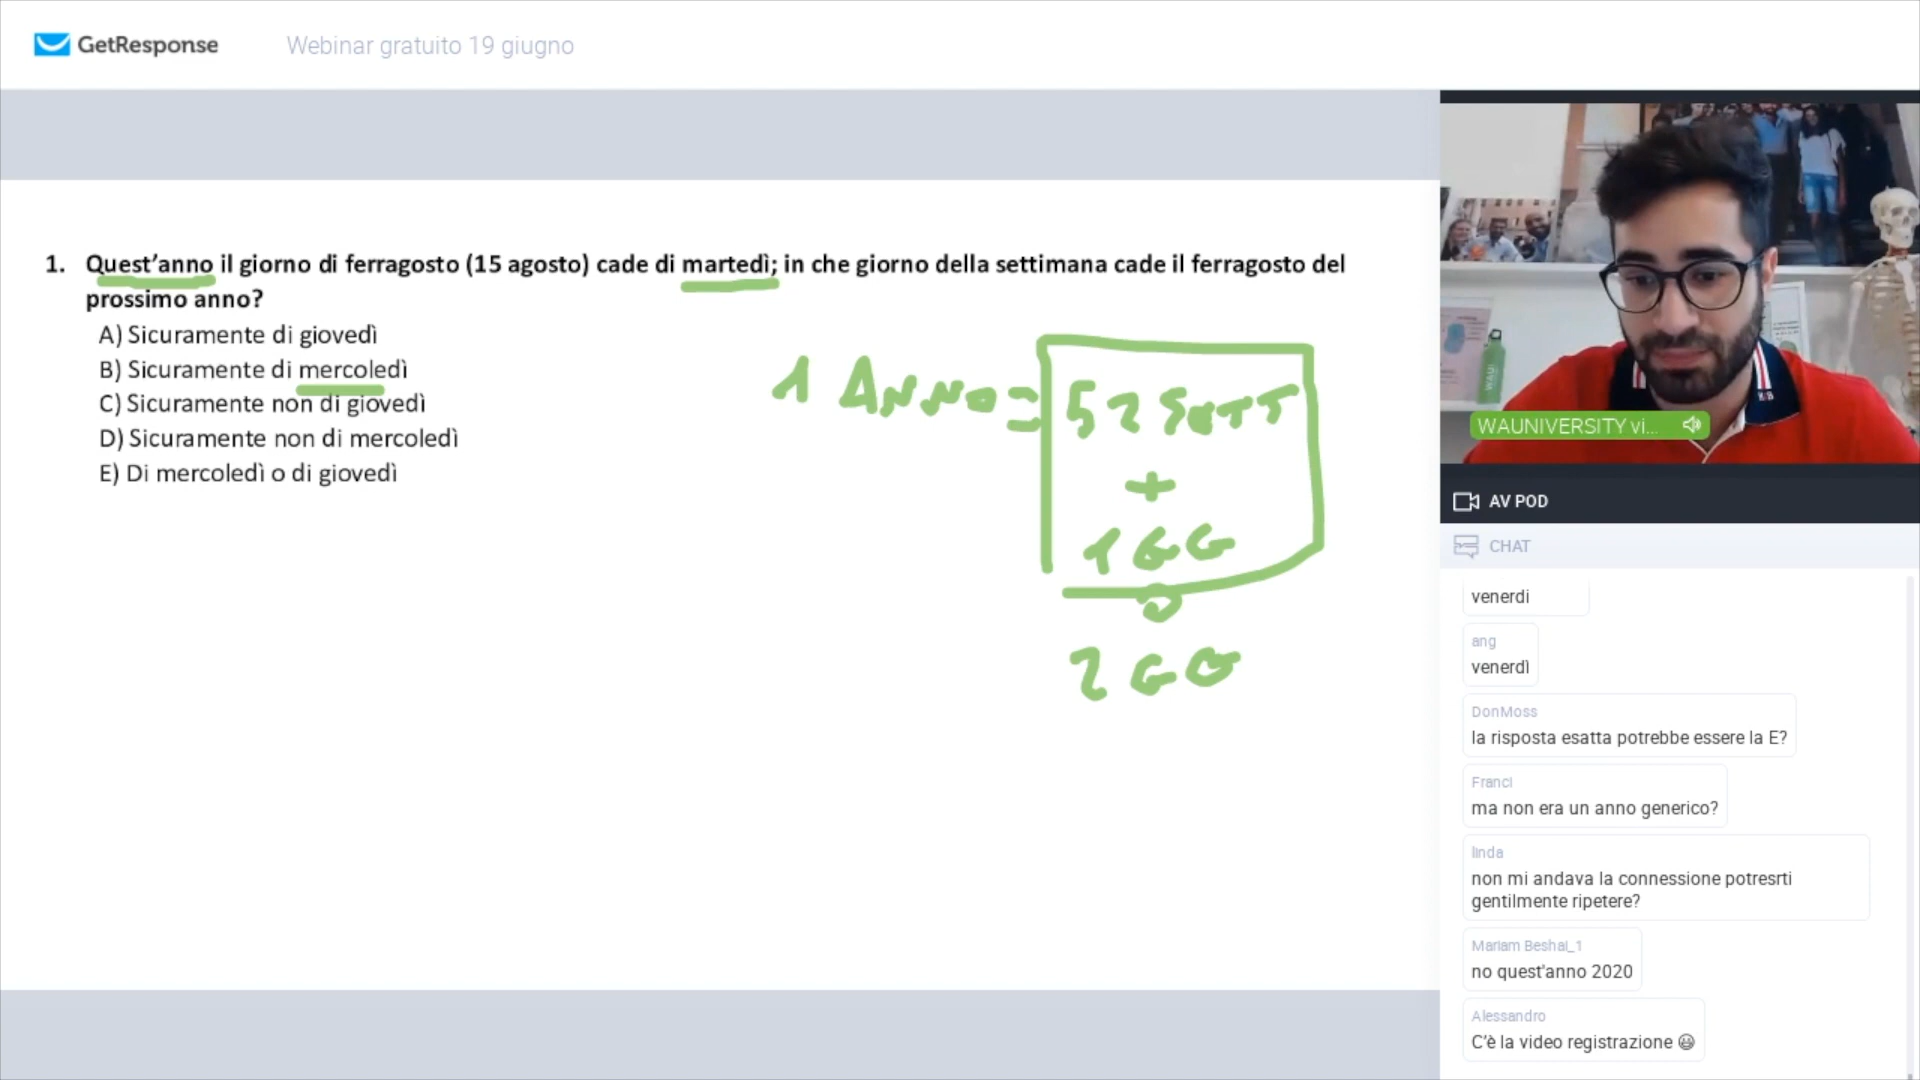 GetResponse
Webinar gratuito 19 giugno
1. Quest'anno il giorno di ferragosto (15 agosto) cade di martedì; in che giorno della settimana cade il ferragosto del
prossimo anno?
A) Sicuramente di giovedì
B) Sicuramente di mercoledì
C) Sicuramente non di giovedì
D) Sicuramente non di mercoledì
E) Di mercoledì o di giovedì
1 ANNO = 52 SETT
+
1 GG
2 GG
WAUNIVERSITY vi...
AV POD
CHAT
venerdi
ang
venerdì
DonMoss
la risposta esatta potrebbe essere la E?
Franci
ma non era un anno generico?
linda
non mi andava la connessione potresrti
gentilmente ripetere?
Mariam Beshai_1
no quest'anno 2020
Alessandro
C'è la video registrazione 😃